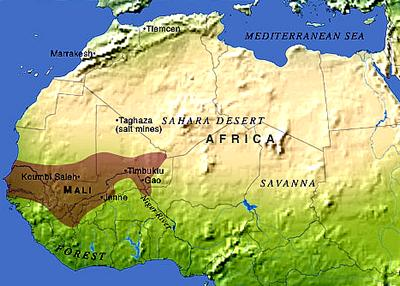 Tlemcen
MEDITERRANEAN SEA
Marrakesh
Taghaza
(salt mines)
SAHARA DESERT
AFRICA
Koumbi Saleh
Timbuktu
MALI
Gao
SAVANNA
Jenne
Niger River
FOREST